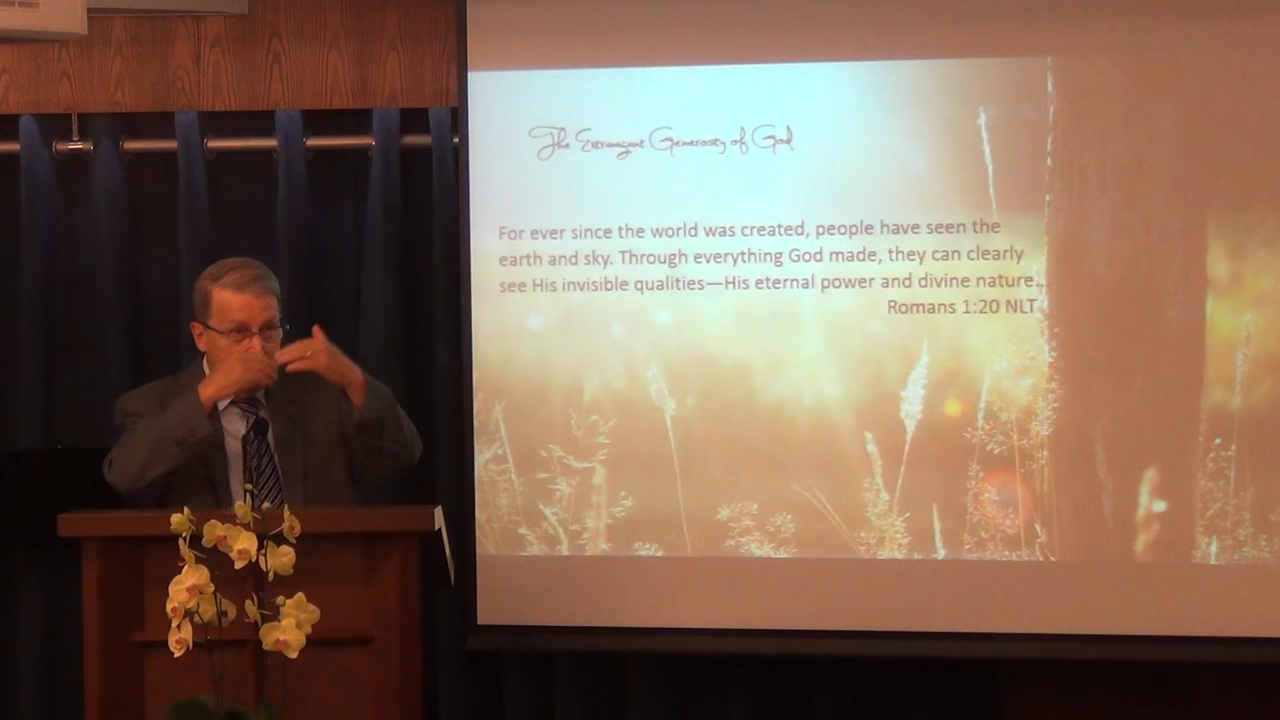 The Extravagant Generosity of God
For ever since the world was created, people have seen the
earth and sky. Through everything God made, they can clearly
see His invisible qualities—His eternal power and divine nature..
Romans 1:20 NLT